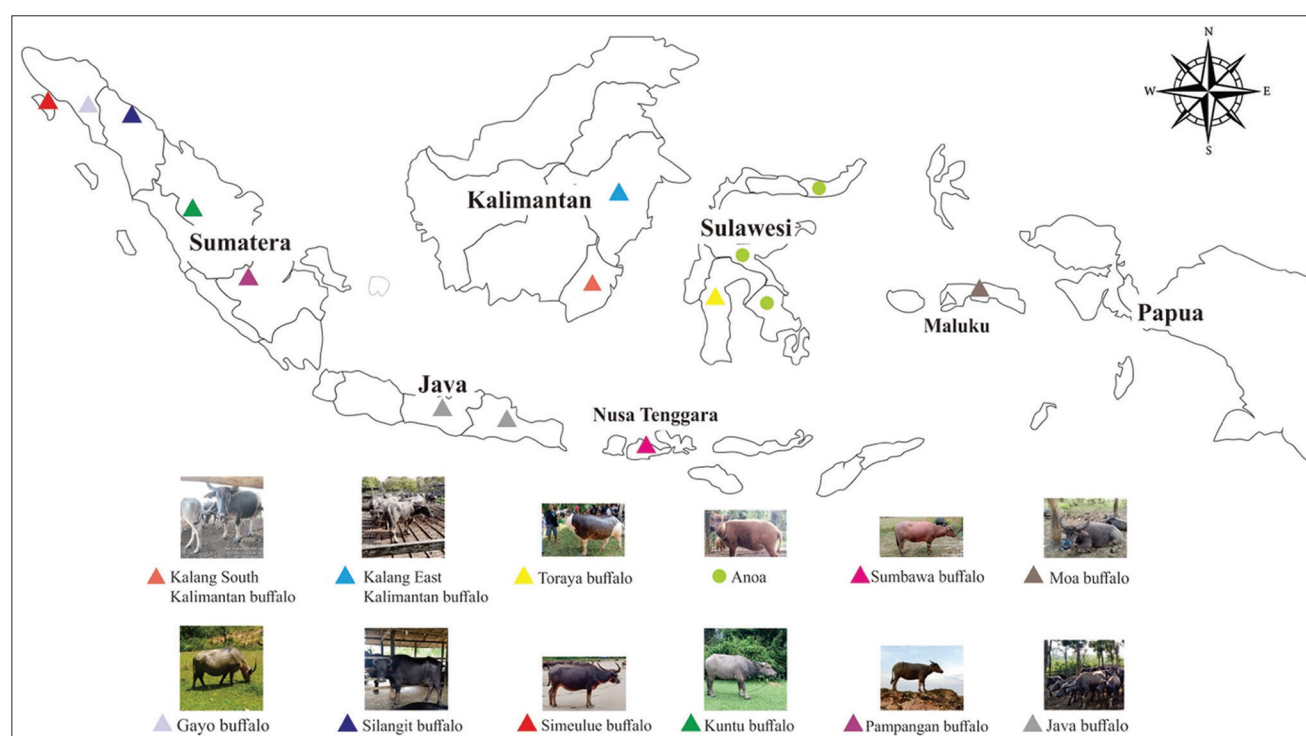 N
W
E
S
Kalimantan
Sulawesi
Sumatera
Papua
Maluku
Java
Nusa Tenggara
Kalang South
Kalimantan buffalo
Kalang East
Kalimantan buffalo
Toraya buffalo
Anoa
Sumbawa buffalo
Moa buffalo
Gayo buffalo
Silangit buffalo
Simeulue buffalo
Kuntu buffalo
Pampangan buffalo
Java buffalo